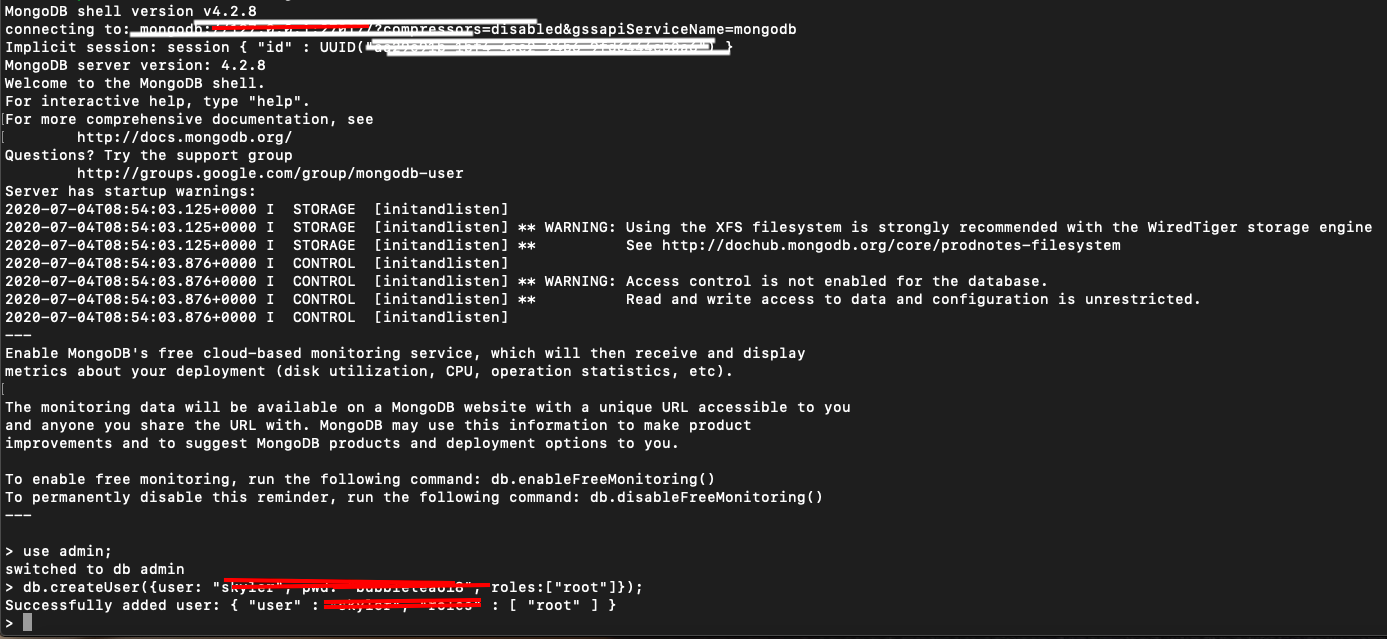 MongoDB shell version v4.2.8
connecting to: mongodb:/?compressors=disabled&gssapiServiceName=mongodb
Implicit session: session { "id" : UUID(" }
MongoDB server version: 4.2.8
Welcome to the MongoDB shell.
For interactive help, type "help".
For more comprehensive documentation, see
http://docs.mongodb.org/
Questions? Try the support group
http://groups.google.com/group/mongodb-user
Server has startup warnings:
2020-07-04T08:54:03.125+0000 I  STORAGE  [initandlisten]
2020-07-04T08:54:03.125+0000 I  STORAGE  [initandlisten] ** WARNING: Using the XFS filesystem is strongly recommended with the WiredTiger storage engine
2020-07-04T08:54:03.125+0000 I  STORAGE  [initandlisten] **          See http://dochub.mongodb.org/core/prodnotes-filesystem
2020-07-04T08:54:03.876+0000 I  CONTROL  [initandlisten]
2020-07-04T08:54:03.876+0000 I  CONTROL  [initandlisten] ** WARNING: Access control is not enabled for the database.
2020-07-04T08:54:03.876+0000 I  CONTROL  [initandlisten] **          Read and write access to data and configuration is unrestricted.
2020-07-04T08:54:03.876+0000 I  CONTROL  [initandlisten]
---
Enable MongoDB's free cloud-based monitoring service, which will then receive and display
metrics about your deployment (disk utilization, CPU, operation statistics, etc).
The monitoring data will be available on a MongoDB website with a unique URL accessible to you
and anyone you share the URL with. MongoDB may use this information to make product
improvements and to suggest MongoDB products and deployment options to you.
To enable free monitoring, run the following command: db.enableFreeMonitoring()
To permanently disable this reminder, run the following command: db.disableFreeMonitoring()
---
> use admin;
switched to db admin
> db.createUser({user: " roles:["root"]});
Successfully added user: { "user" : : [ "root" ] }
>